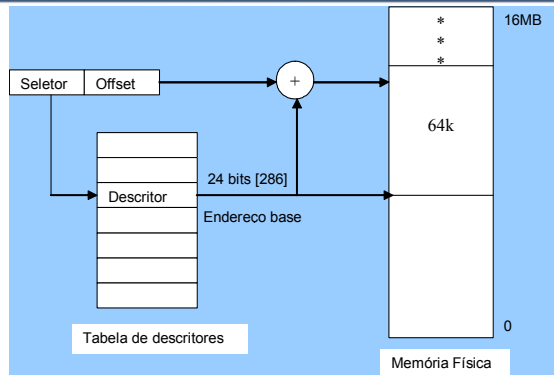 *
*
*
16MB
Seletor
Offset
+
64k
24 bits [286]
Descritor
Endereço base
0
Tabela de descritores
Memória Física